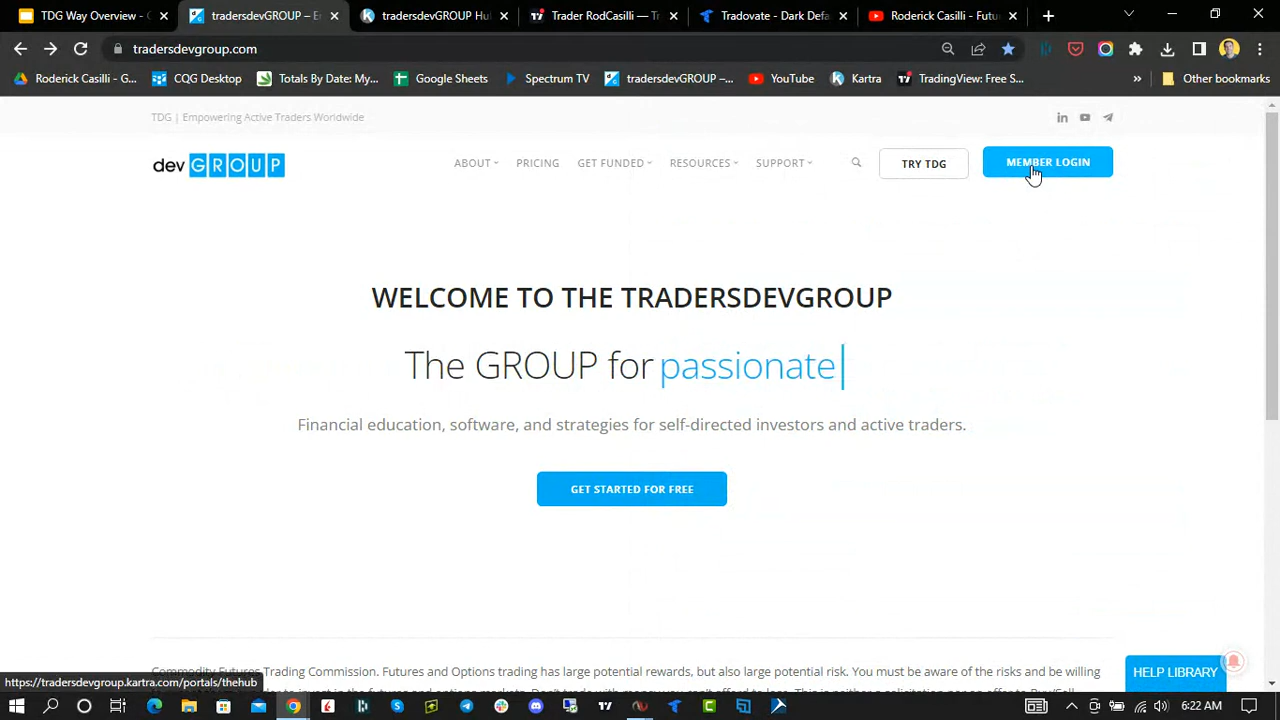 TDG Way Overview - G
tradersdevGROUP – E
tradersdevGROUP Hu
Trader RodCasilli — T
Tradovate - Dark Defa
Roderick Casilli - Futu
tradersdevgroup.com
Roderick Casilli - G...
CQG Desktop
Totals By Date: My...
Google Sheets
Spectrum TV
tradersdevGROUP –...
YouTube
Kartra
TradingView: Free S...
»
Other bookmarks
TDG | Empowering Active Traders Worldwide
dev GROUP
ABOUT
PRICING
GET FUNDED
RESOURCES
SUPPORT
TRY TDG
MEMBER LOGIN
WELCOME TO THE TRADERSDEVGROUP
The GROUP for passionate
Financial education, software, and strategies for self-directed investors and active traders.
GET STARTED FOR FREE
Commodity Futures Trading Commission. Futures and Options trading has large potential rewards, but also large potential risk. You must be aware of the risks and be willing
HELP LIBRARY
https://tradersdevgroup.kartra.com/portals/thehub
6:22 AM